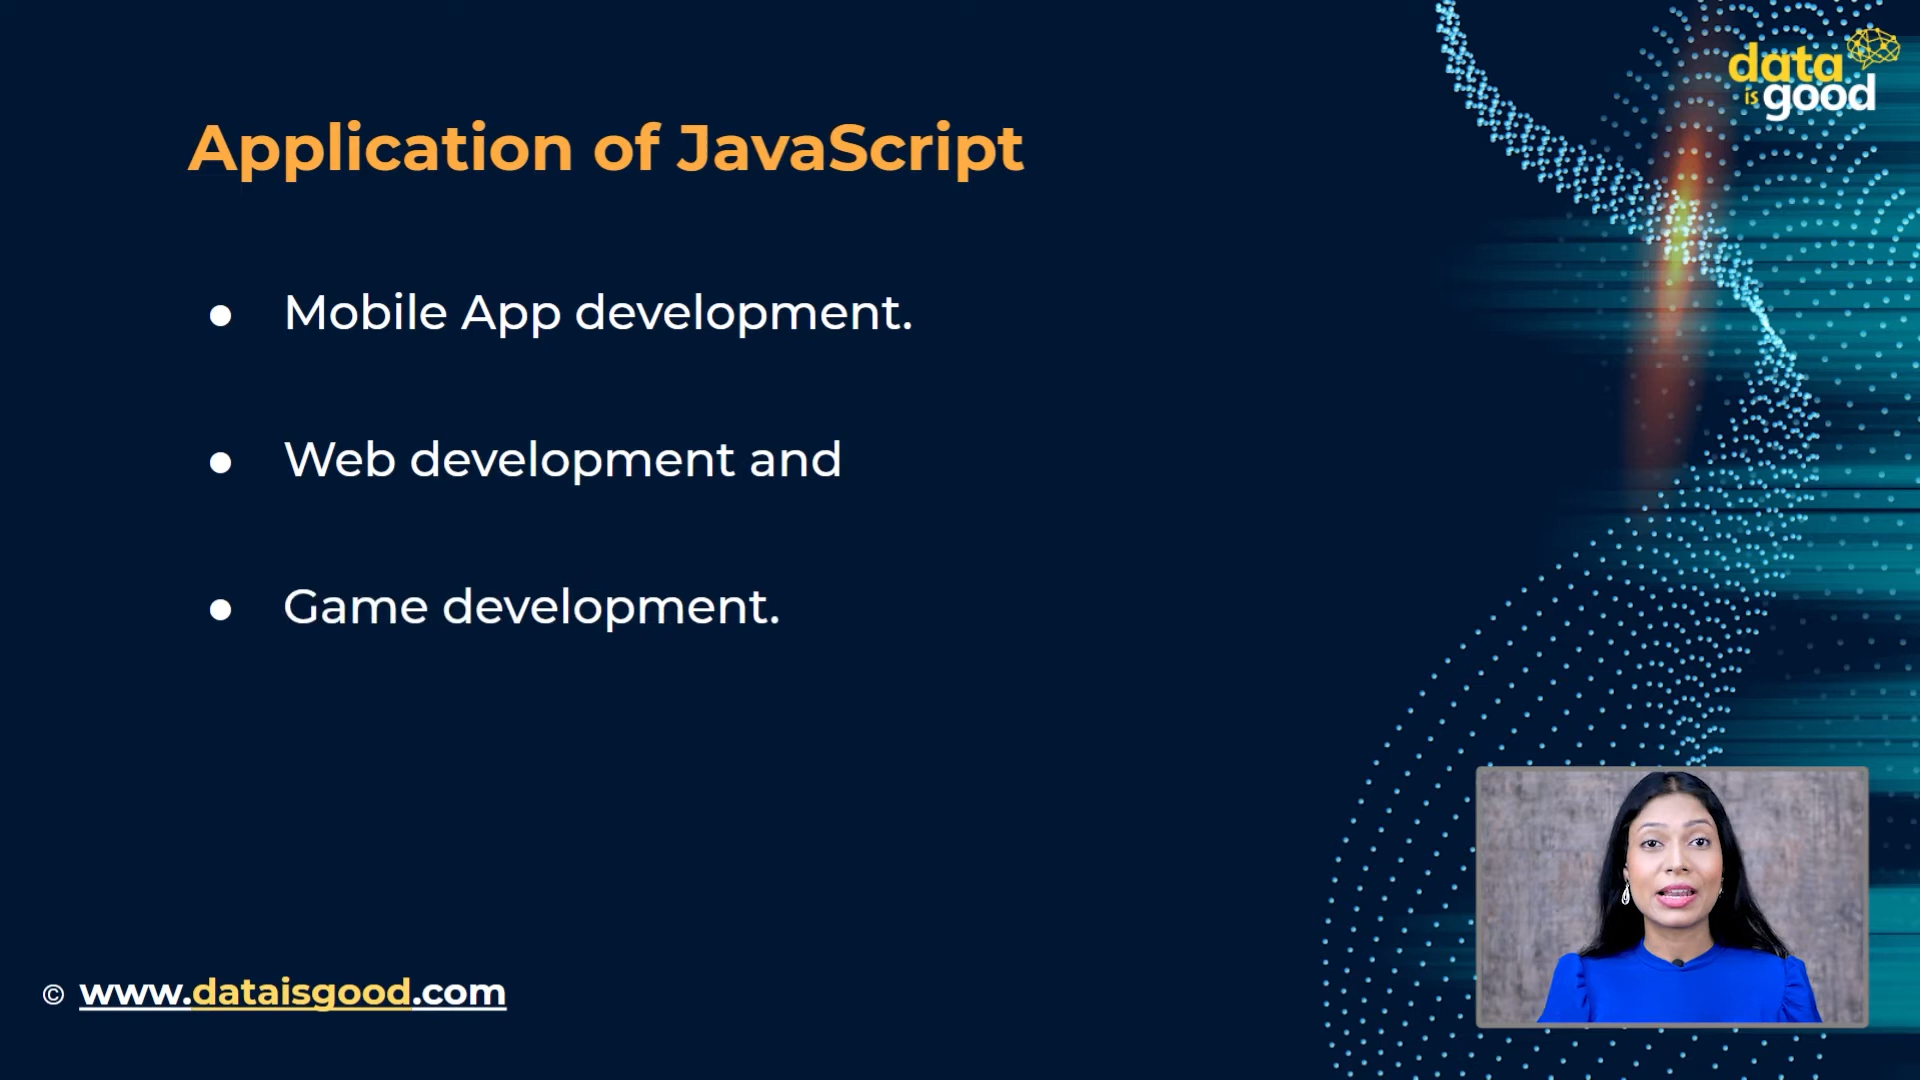 data
is good
Application of JavaScript
● Mobile App development.
● Web development and
● Game development.
© www.dataisgood.com